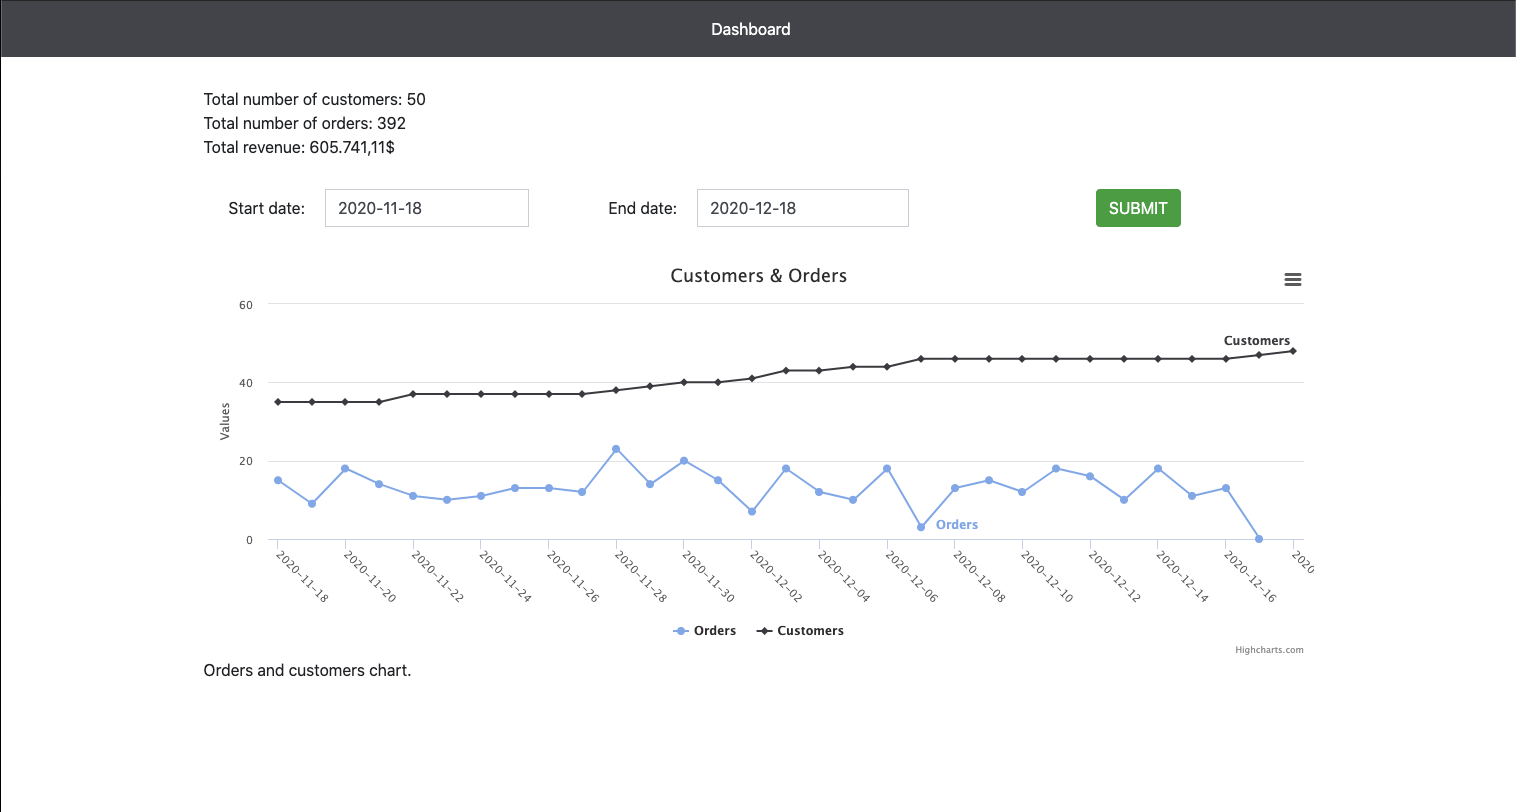 Dashboard
Total number of customers: 50
Total number of orders: 392
Total revenue: 605.741,11$
Start date: 2020-11-18 End date: 2020-12-18 SUBMIT
Customers & Orders
60
40
20
0
Values
Customers
Orders
2020-11-18
2020-11-20
2020-11-22
2020-11-24
2020-11-26
2020-11-28
2020-11-30
2020-12-02
2020-12-04
2020-12-06
2020-12-08
2020-12-10
2020-12-12
2020-12-14
2020-12-16
2020
Orders Customers
Highcharts.com
Orders and customers chart.